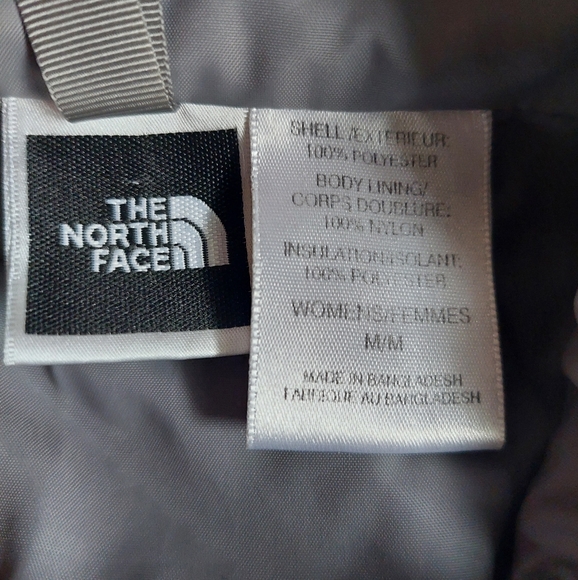 THE
NORTH
FACE
SHELL/EXTERIEUR:
100% POLYESTER
BODY LINING/
CORPS DOUBLURE:
100% NYLON
INSULATION/ISOLANT:
100% POLYESTER
WOMENS/FEMMES
M/M
MADE IN BANGLADESH
FABRIQUE AU BANGLADESH